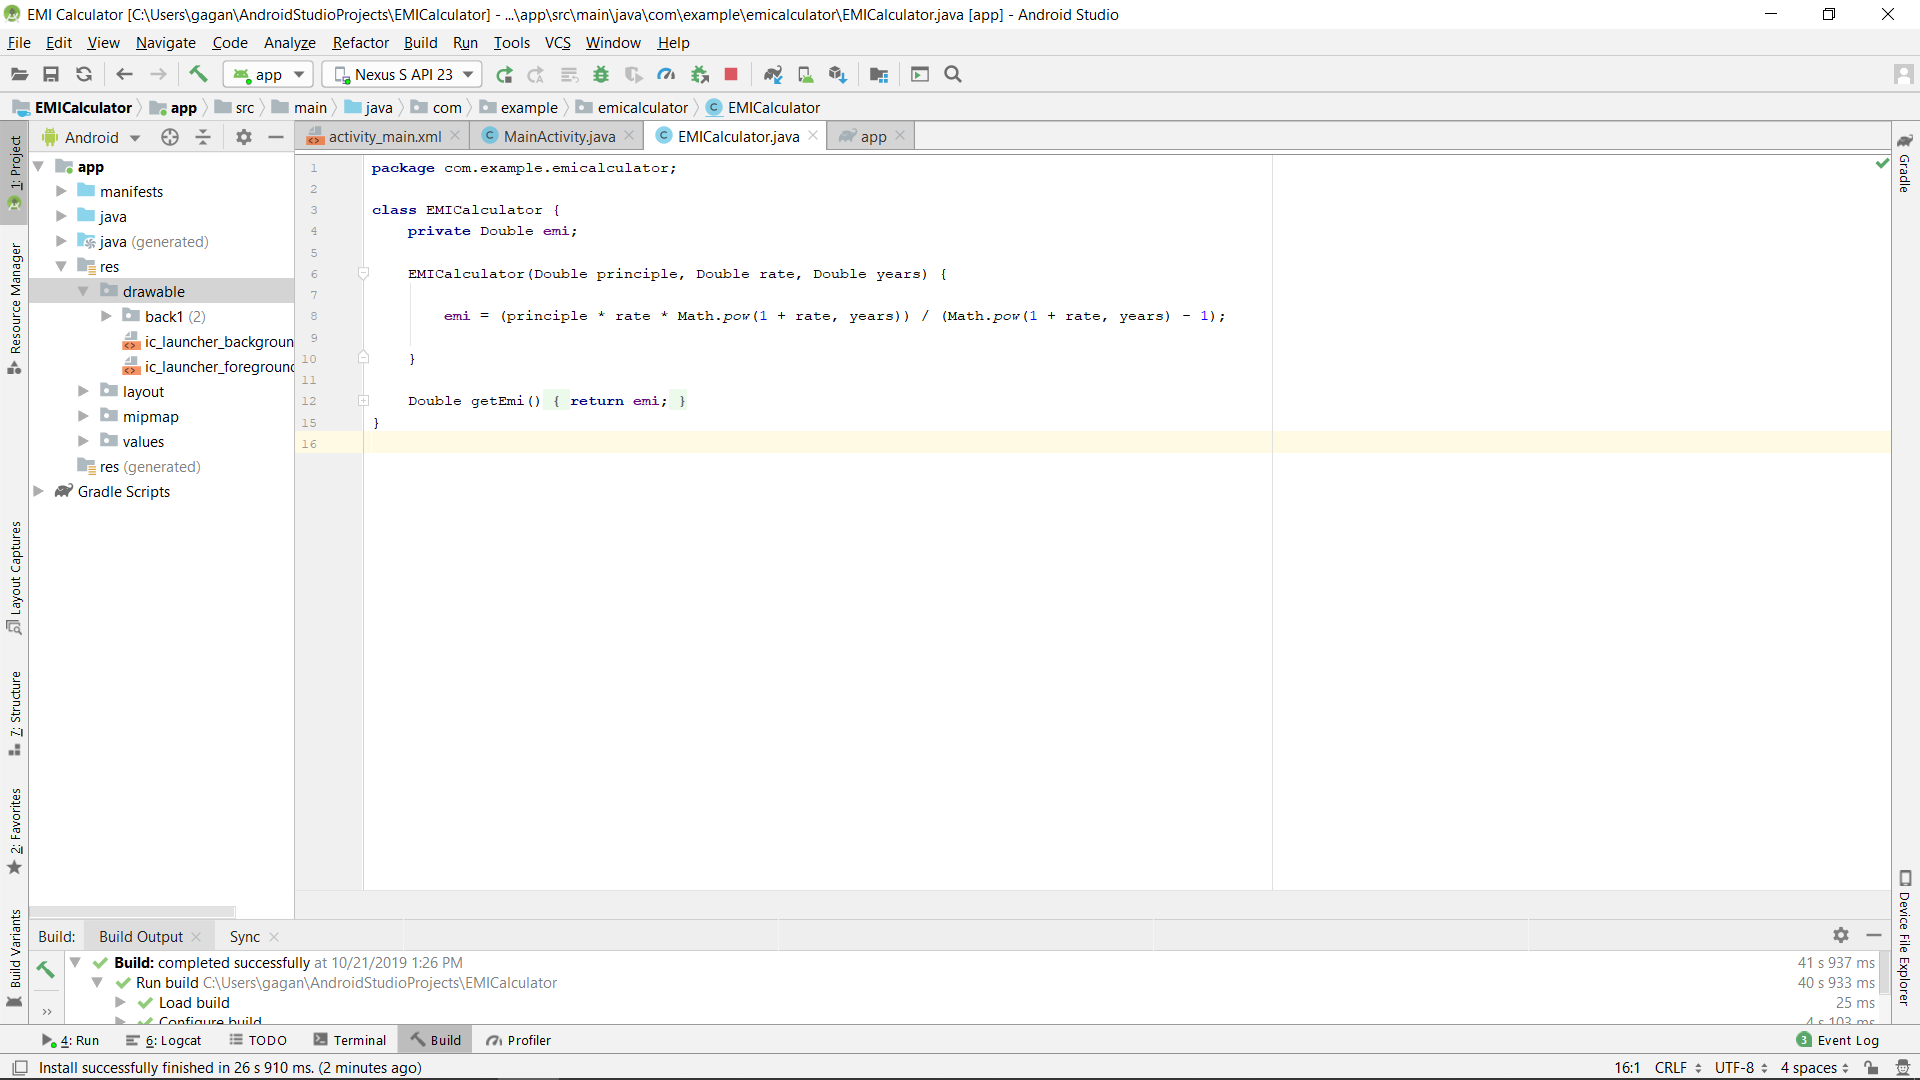 EMI Calculator [C:\Users\gagan\AndroidStudioProjects\EMICalculator] - ...\app\src\main\java\com\example\emicalculator\EMICalculator.java [app] - Android Studio
File Edit View Navigate Code Analyze Refactor Build Run Tools VCS Window Help
app Nexus S API 23
EMICalculator app src main java com example emicalculator EMICalculator
Android activity_main.xml MainActivity.java EMICalculator.java app
1: Project
Resource Manager
Layout Captures
7: Structure
2: Favorites
Build Variants
app
manifests
java
java (generated)
res
drawable
back1 (2)
ic_launcher_backgroun
ic_launcher_foreground
layout
mipmap
values
res (generated)
Gradle Scripts
1 package com.example.emicalculator;
2
3 class EMICalculator {
4 private Double emi;
5
6 EMICalculator(Double principle, Double rate, Double years) {
7
8 emi = (principle * rate * Math.pow(1 + rate, years)) / (Math.pow(1 + rate, years) - 1);
9
10 }
11
12 Double getEmi() { return emi; }
15 }
16
Gradle
Device File Explorer
Build: Build Output Sync
Build: completed successfully at 10/21/2019 1:26 PM 41 s 937 ms
Run build C:\Users\gagan\AndroidStudioProjects\EMICalculator 40 s 933 ms
Load build 25 ms
Configure build 4 s 103 ms
4: Run 6: Logcat TODO Terminal Build Profiler 3 Event Log
Install successfully finished in 26 s 910 ms. (2 minutes ago) 16:1 CRLF UTF-8 4 spaces